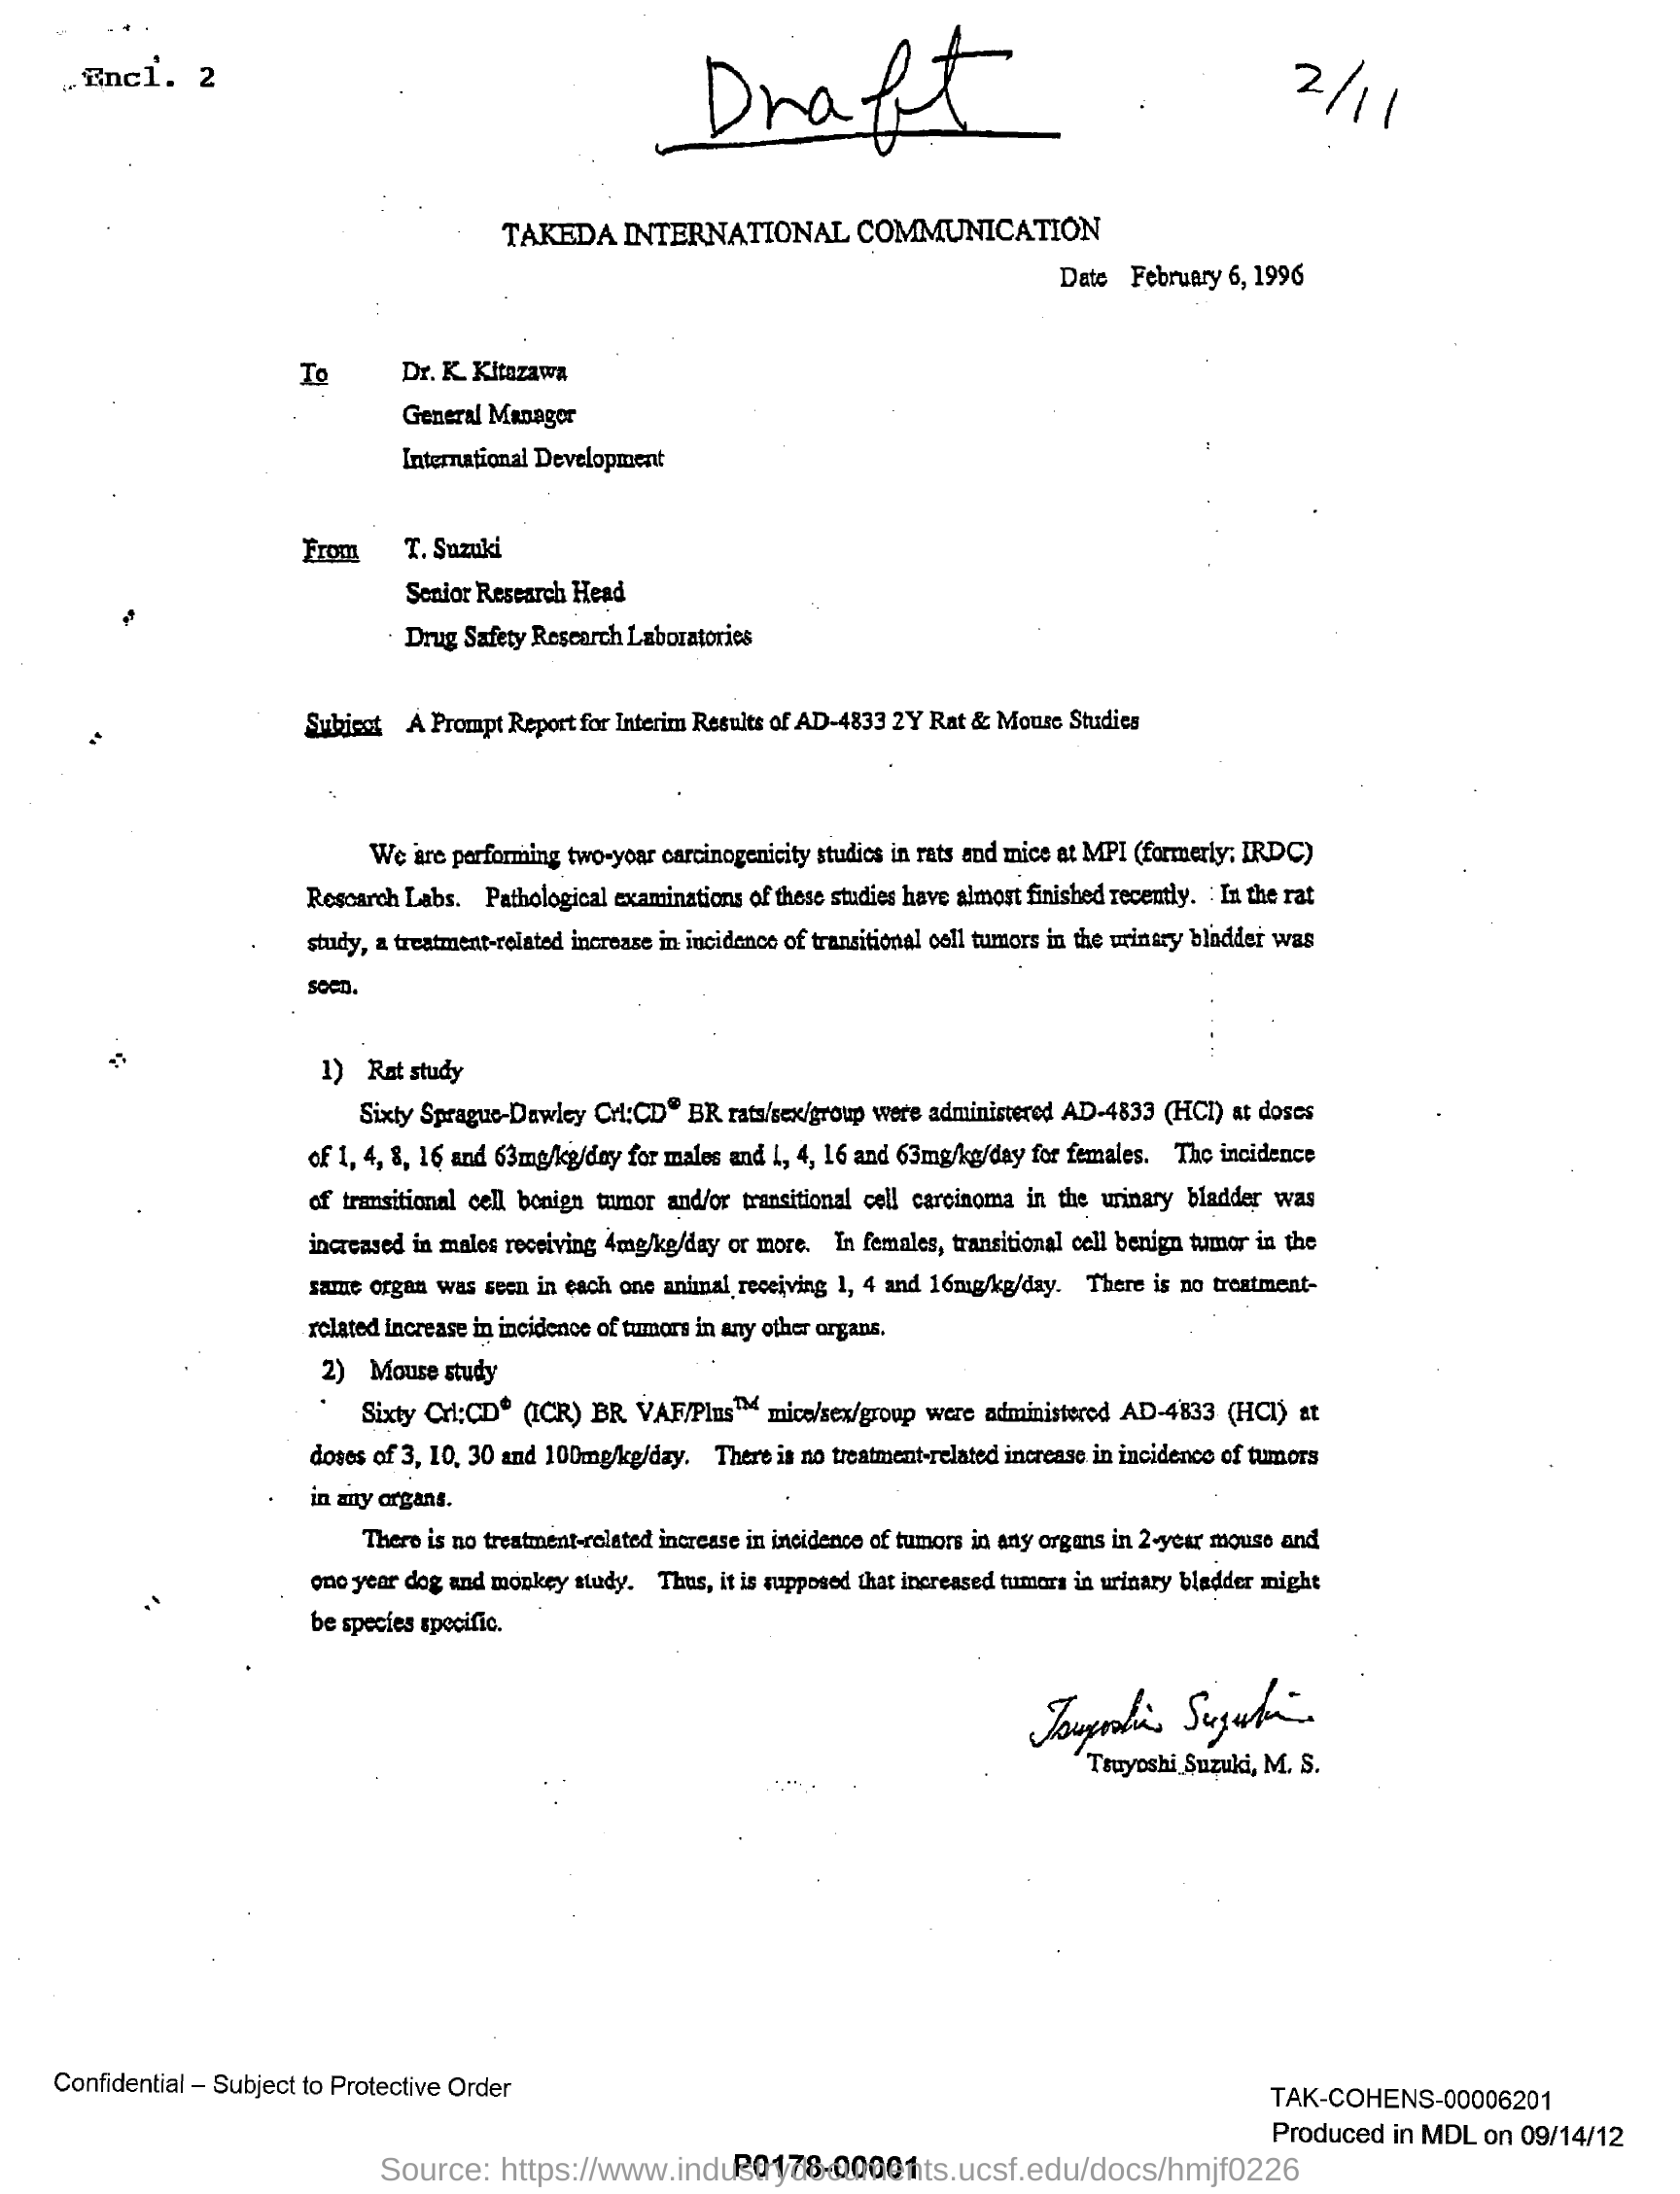 Encl. 2
Draft
2/11
TAKEDA INTERNATIONAL COMMUNICATION
Date February 6, 1996
To Dr. K. Kitazawa
General Manager
International Development
From T. Suzuki
Senior Research Head
Drug Safety Research Laboratories
Subject A Prompt Report for Interim Results of AD-4833 2Y Rat & Mouse Studies
We are performing two-year carcinogenicity studies in rats and mice at MPI (formerly: IRDC)
Research Labs. Pathological examinations of these studies have almost finished recently. In the rat
study, a treatment-related increase in incidence of transitional cell tumors in the urinary bladder was
seen.
1) Rat study
Sixty Sprague-Dawley Crl:CD® BR rats/sex/group were administered AD-4833 (HCl) at doses
of 1, 4, 8, 16 and 63mg/kg/day for males and 1, 4, 16 and 63mg/kg/day for females. The incidence
of transitional cell benign tumor and/or transitional cell carcinoma in the urinary bladder was
increased in males receiving 4mg/kg/day or more. In females, transitional cell benign tumor in the
same organ was seen in each one animal receiving 1, 4 and 16mg/kg/day. There is no treatment-
related increase in incidence of tumors in any other organs.
2) Mouse study
Sixty Crl:CD® (ICR) BR VAF/Plus™ mice/sex/group were administered AD-4833 (HCl) at
doses of 3, 10, 30 and 100mg/kg/day. There is no treatment-related increase in incidence of tumors
in any organs.
There is no treatment-related increase in incidence of tumors in any organs in 2-year mouse and
one year dog and monkey study. Thus, it is supposed that increased tumors in urinary bladder might
be species specific.
Tsuyoshi Suzuki
Tsuyoshi Suzuki, M. S.
Confidential – Subject to Protective Order
TAK-COHENS-00006201
Produced in MDL on 09/14/12
P0178-00001
Source: https://www.industrydocuments.ucsf.edu/docs/hmjf0226